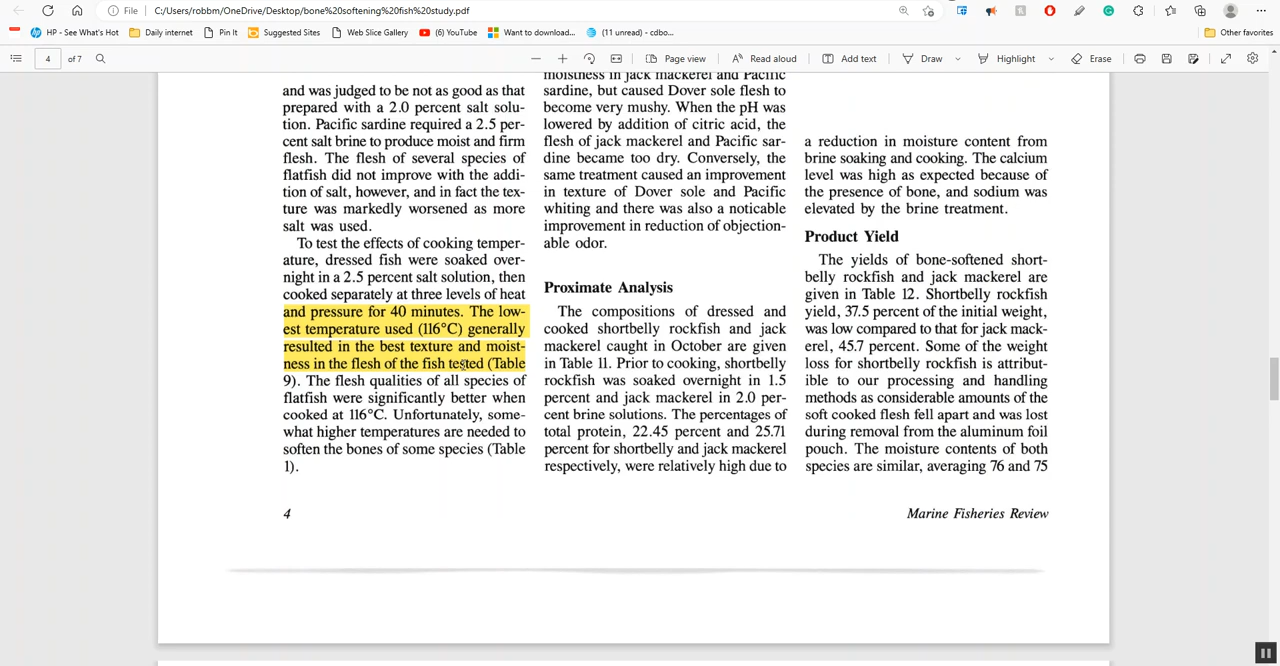 File
C:/Users/robbm/OneDrive/Desktop/bone%20softening%20fish%20study.pdf
HP - See What's Hot
Daily internet
Pin It
Suggested Sites
Web Slice Gallery
(6) YouTube
Want to download...
(11 unread) - cdbo...
Other favorites
4 of 7
Page view
Read aloud
Add text
Draw
Highlight
Erase
and was judged to be not as good as that
prepared with a 2.0 percent salt solu-
tion. Pacific sardine required a 2.5 per-
cent salt brine to produce moist and firm
flesh. The flesh of several species of
flatfish did not improve with the addi-
tion of salt, however, and in fact the tex-
ture was markedly worsened as more
salt was used.
To test the effects of cooking temper-
ature, dressed fish were soaked over-
night in a 2.5 percent salt solution, then
cooked separately at three levels of heat
and pressure for 40 minutes. The low-
est temperature used (116°C) generally
resulted in the best texture and moist-
ness in the flesh of the fish tested (Table
9). The flesh qualities of all species of
flatfish were significantly better when
cooked at 116°C. Unfortunately, some-
what higher temperatures are needed to
soften the bones of some species (Table
1).
moistness in jack mackerel and Pacific
sardine, but caused Dover sole flesh to
become very mushy. When the pH was
lowered by addition of citric acid, the
flesh of jack mackerel and Pacific sar-
dine became too dry. Conversely, the
same treatment caused an improvement
in texture of Dover sole and Pacific
whiting and there was also a noticable
improvement in reduction of objection-
able odor.
Proximate Analysis
The compositions of dressed and
cooked shortbelly rockfish and jack
mackerel caught in October are given
in Table 11. Prior to cooking, shortbelly
rockfish was soaked overnight in 1.5
percent and jack mackerel in 2.0 per-
cent brine solutions. The percentages of
total protein, 22.45 percent and 25.71
percent for shortbelly and jack mackerel
respectively, were relatively high due to
a reduction in moisture content from
brine soaking and cooking. The calcium
level was high as expected because of
the presence of bone, and sodium was
elevated by the brine treatment.
Product Yield
The yields of bone-softened short-
belly rockfish and jack mackerel are
given in Table 12. Shortbelly rockfish
yield, 37.5 percent of the initial weight,
was low compared to that for jack mack-
erel, 45.7 percent. Some of the weight
loss for shortbelly rockfish is attribut-
ible to our processing and handling
methods as considerable amounts of the
soft cooked flesh fell apart and was lost
during removal from the aluminum foil
pouch. The moisture contents of both
species are similar, averaging 76 and 75
4
Marine Fisheries Review